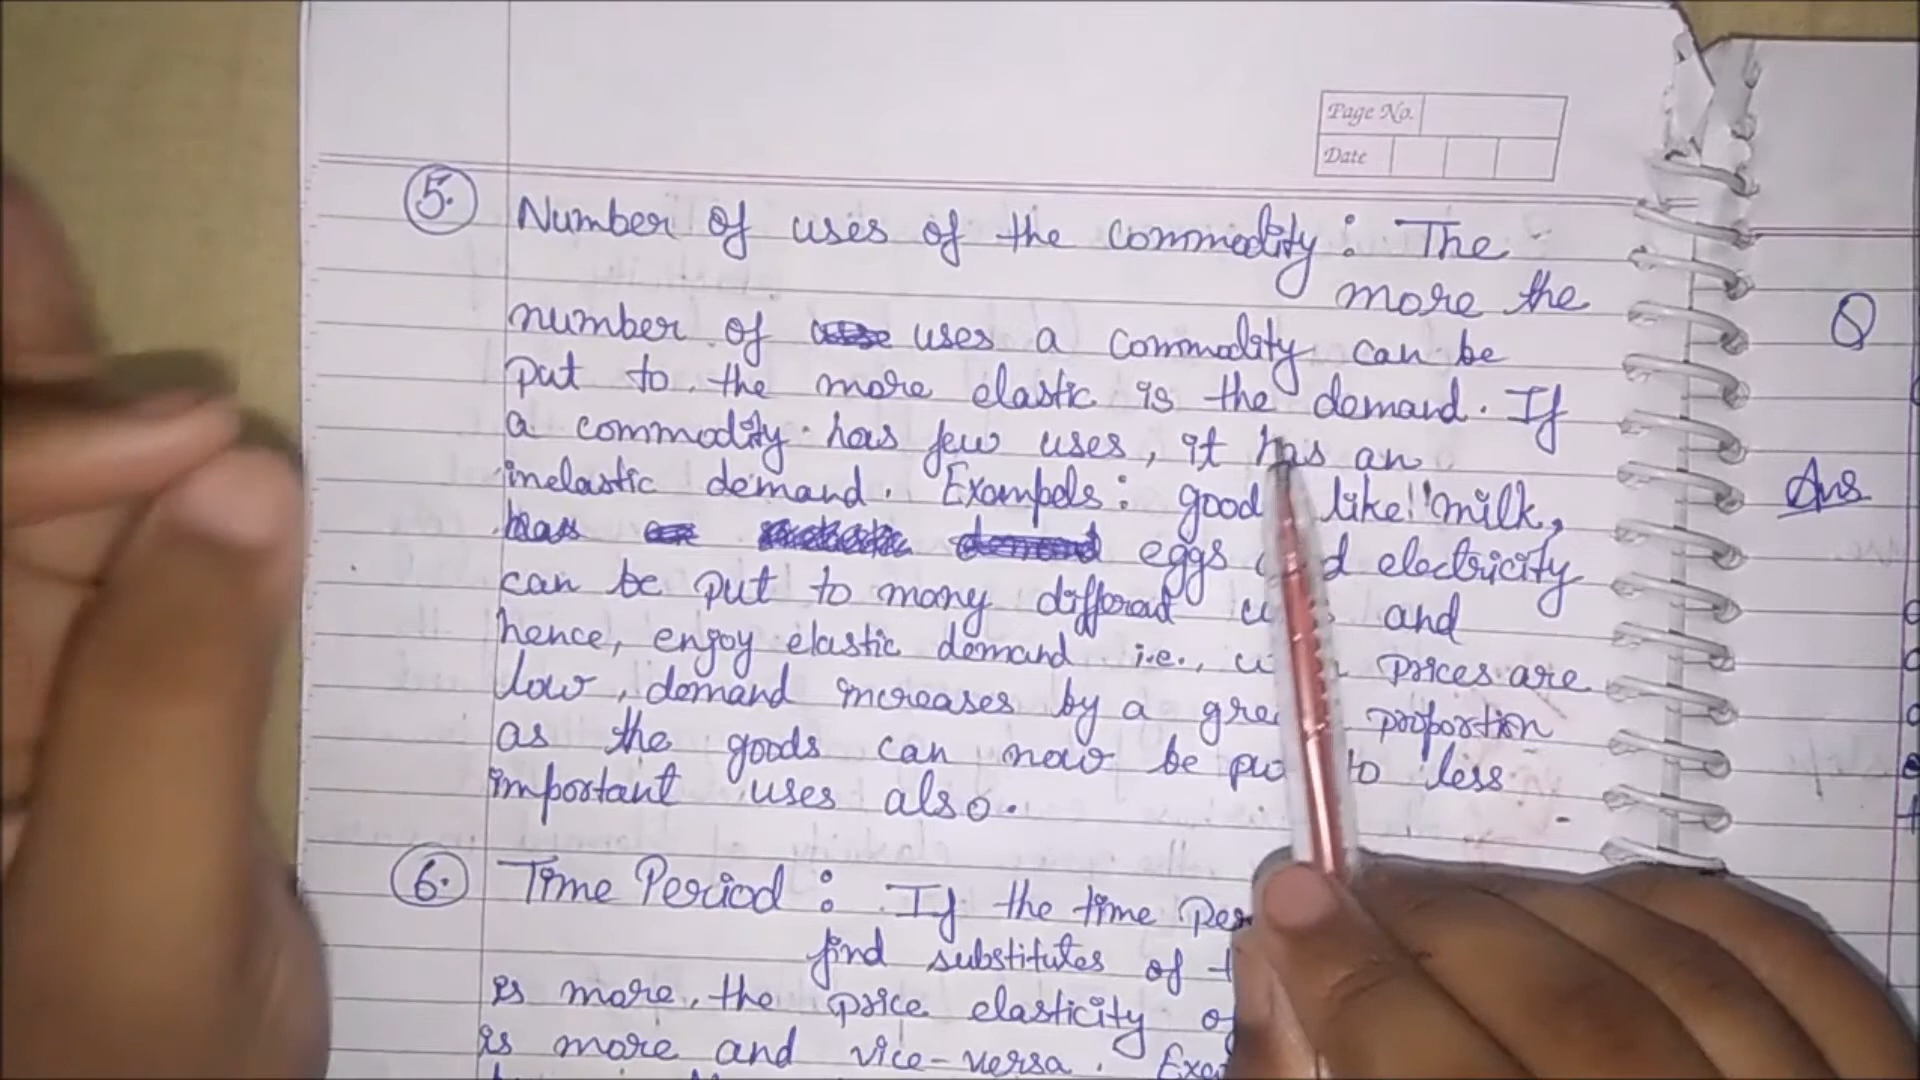 Page No.
Date
5. Number of uses of the commodity : The
more the
number of uses a commodity can be
put to the more elastic is the demand. If
a commodity has few uses, it has an
inelastic demand. Exampels : good like milk,
has eggs electricity
can be put to many different and
hence, enjoy elastic demand i.e., prices are
low, demand increases by a proportion
as the goods can now be to less
important uses also.
6. Time Period : If the time
find substitutes of
is more, the price elasticity
is more and vice-versa.
Q
Ans